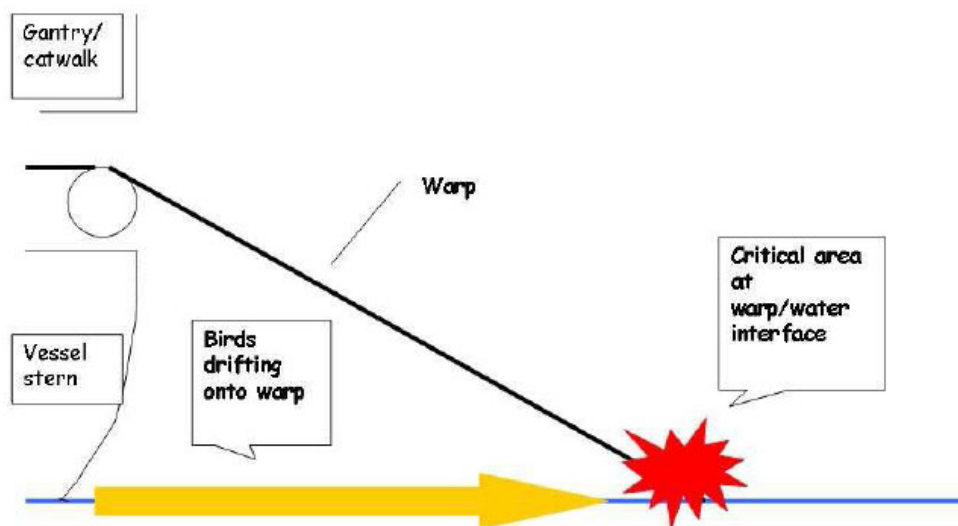 Gantry/
catwalk
Warp
Critical area
at
warp/water
interface
Birds
drifting
onto warp
Vessel
stern